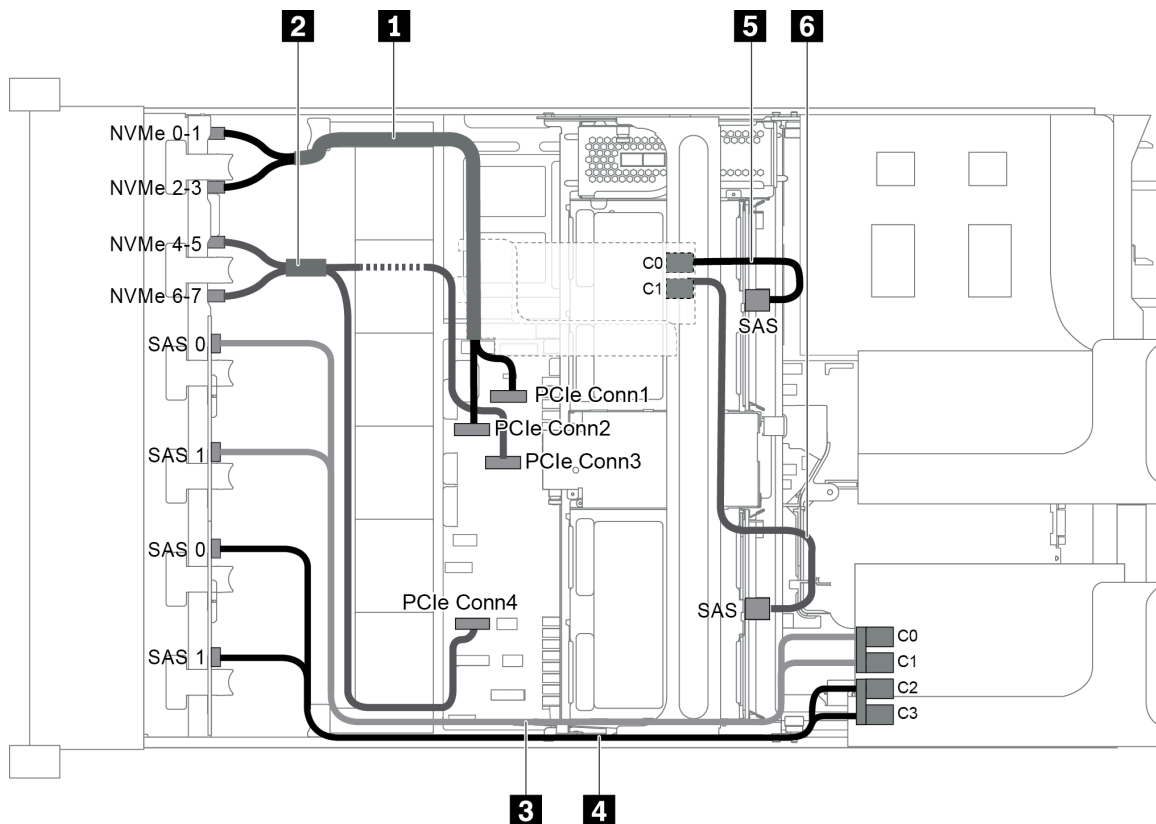 2
1
5
6
NVMe 0-1
NVMe 2-3
NVMe 4-5
NVMe 6-7
C0
C1
SAS
SAS 0
PCIe Conn1
PCIe Conn2
SAS 1
PCIe Conn3
SAS 0
PCIe Conn4
SAS
SAS 1
C0
C1
C2
C3
3
4